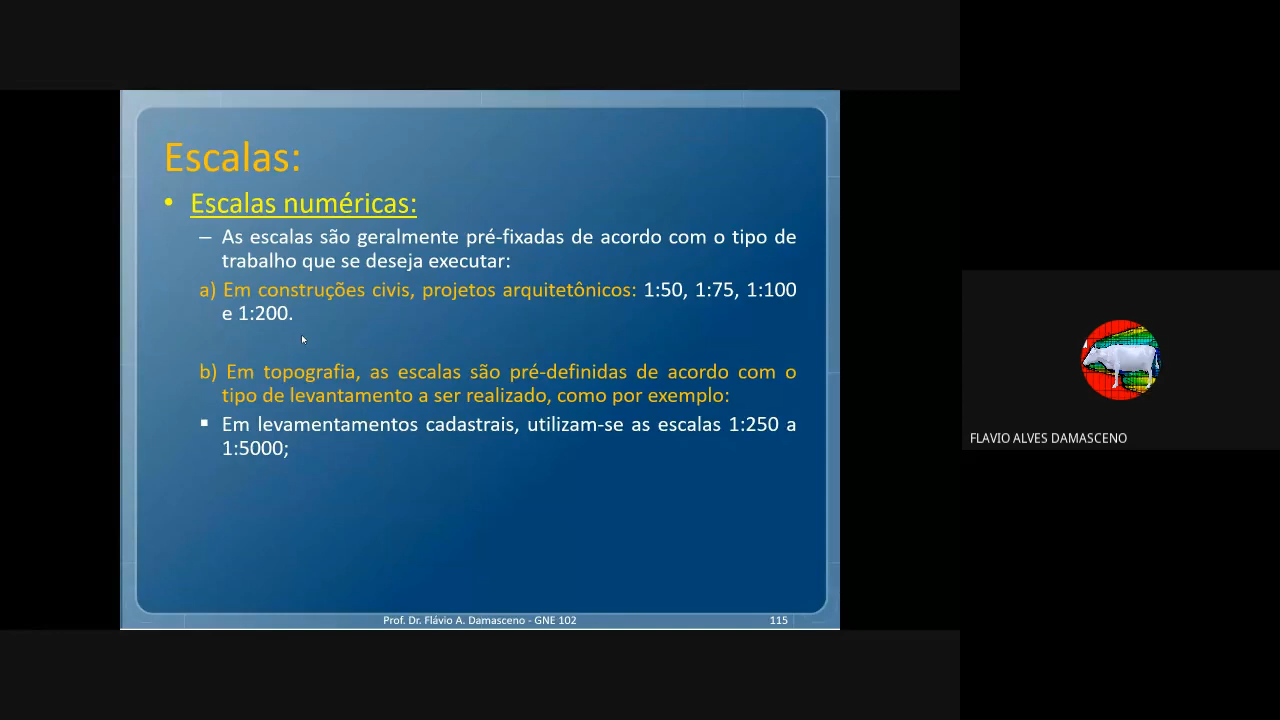 Escalas:
• Escalas numéricas:
– As escalas são geralmente pré-fixadas de acordo com o tipo de
trabalho que se deseja executar:
a) Em construções civis, projetos arquitetônicos: 1:50, 1:75, 1:100
e 1:200.
b) Em topografia, as escalas são pré-definidas de acordo com o
tipo de levantamento a ser realizado, como por exemplo:
▪ Em levamentamentos cadastrais, utilizam-se as escalas 1:250 a
1:5000;
Prof. Dr. Flávio A. Damasceno - GNE 102
115
FLAVIO ALVES DAMASCENO